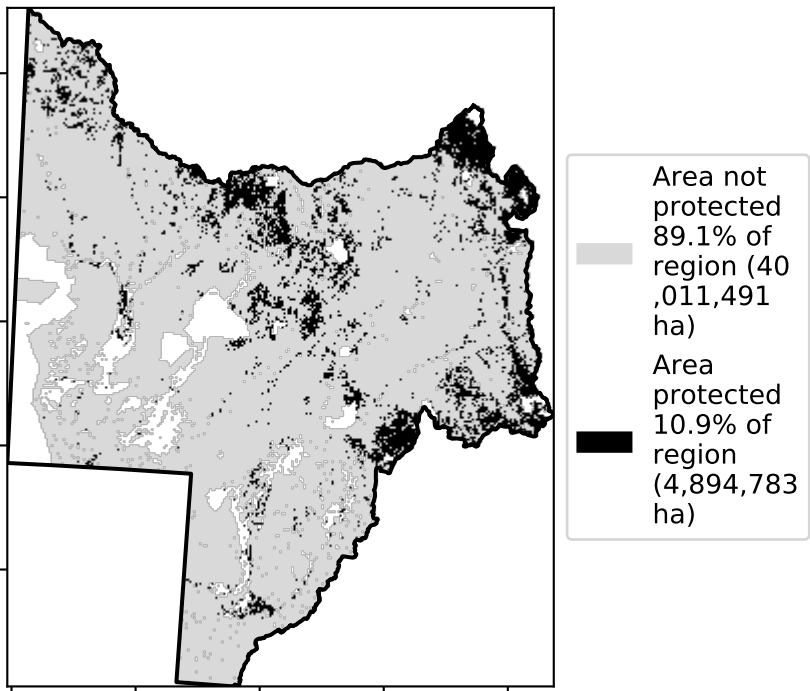 Area not
protected
89.1% of
region (40
,011,491
ha)
Area
protected
10.9% of
region
(4,894,783
ha)